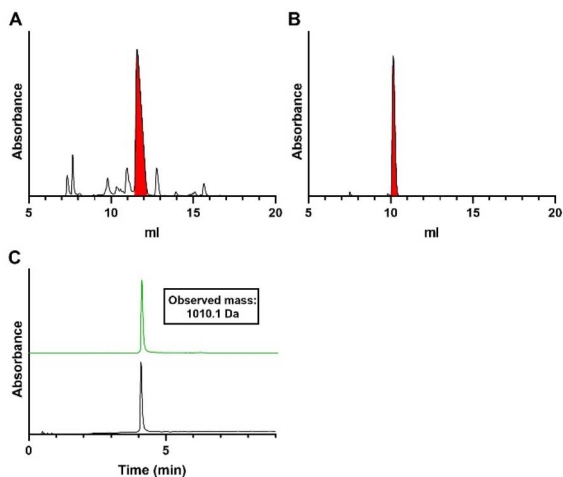 A
B
Absorbance
Absorbance
5 10 15 20
5 10 15 20
ml
ml
C
Observed mass:
1010.1 Da
Absorbance
0 5
Time (min)